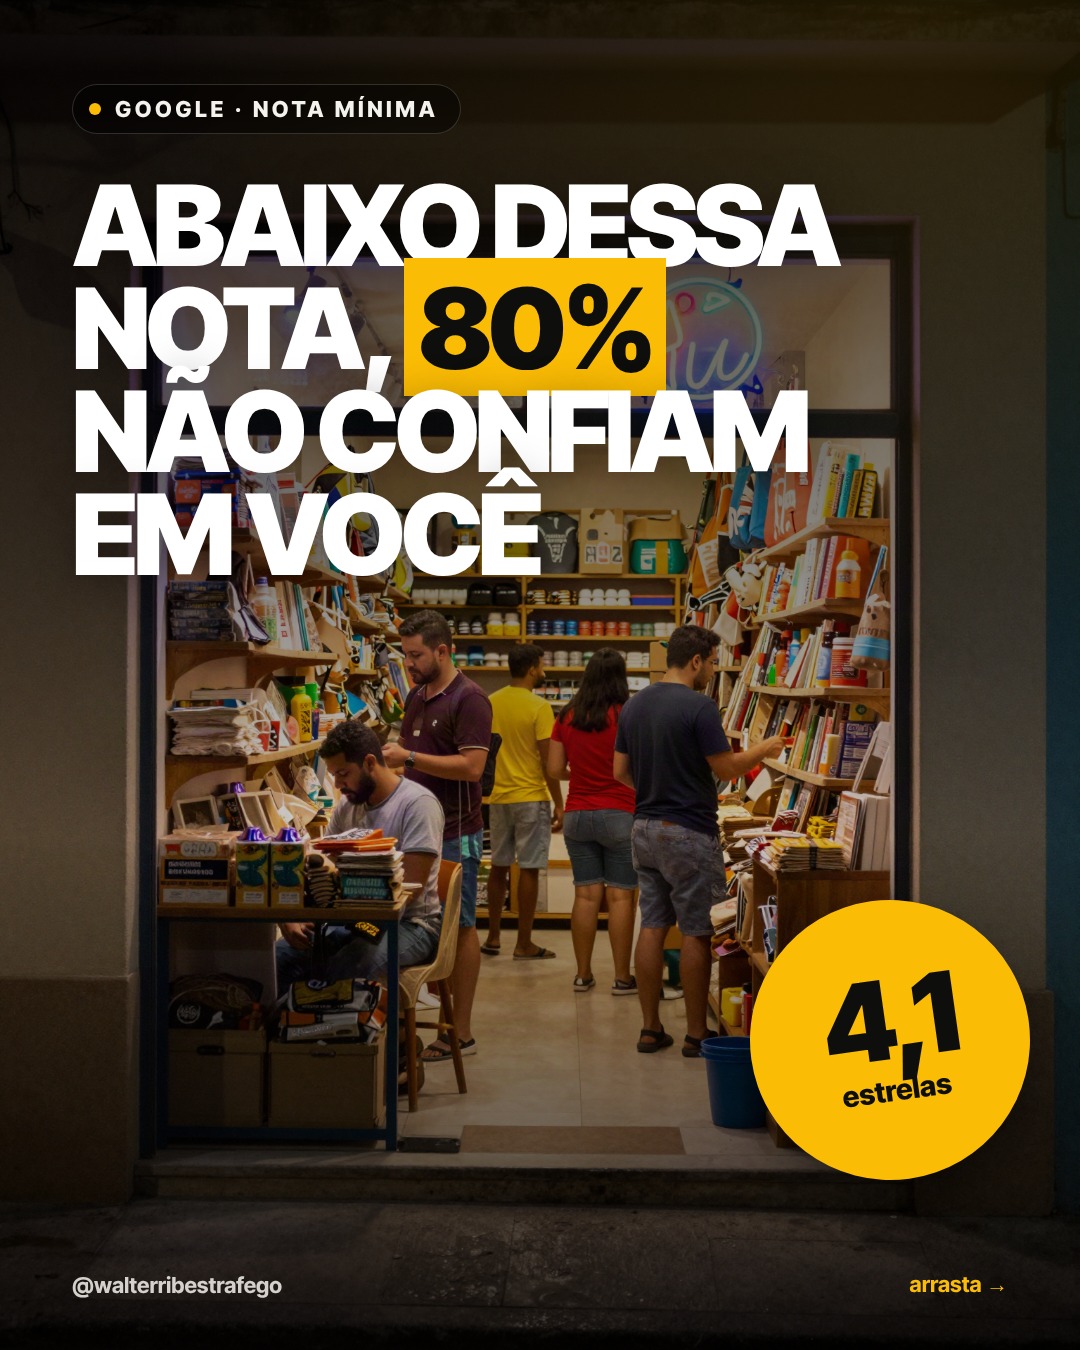 GOOGLE · NOTA MÍNIMA
ABAIXO DESSA
NOTA, 80%
NÃO CONFIAM
EM VOCÊ
4,1
estrelas
@walterribestrafego
arrasta →